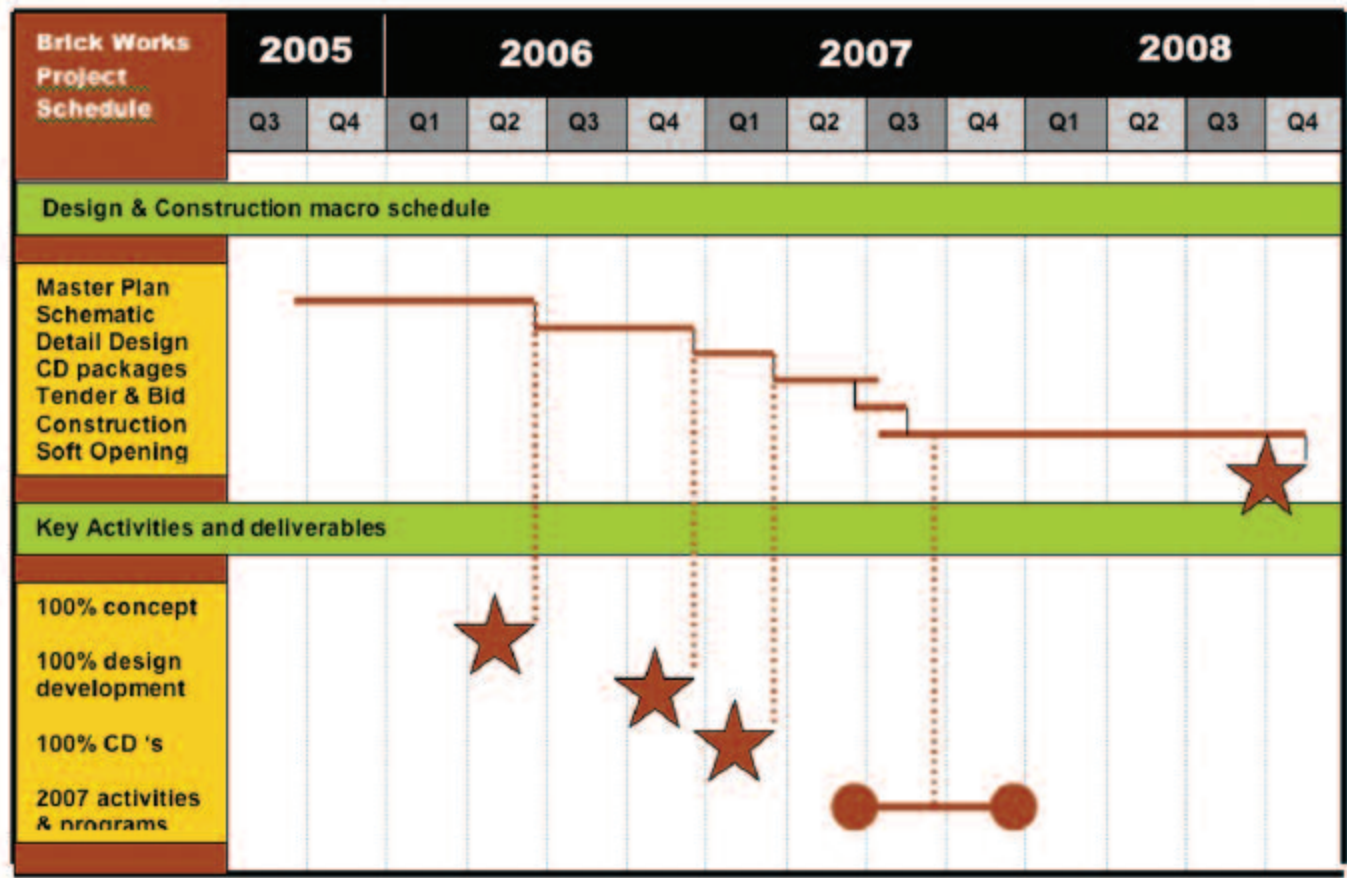 Brick Works
Project
Schedule
2005
2006
2007
2008
Q3 Q4 Q1 Q2 Q3 Q4 Q1 Q2 Q3 Q4 Q1 Q2 Q3 Q4
Design & Construction macro schedule
Master Plan
Schematic
Detail Design
CD packages
Tender & Bid
Construction
Soft Opening
Key Activities and deliverables
100% concept
100% design
development
100% CD 's
2007 activities
& programs